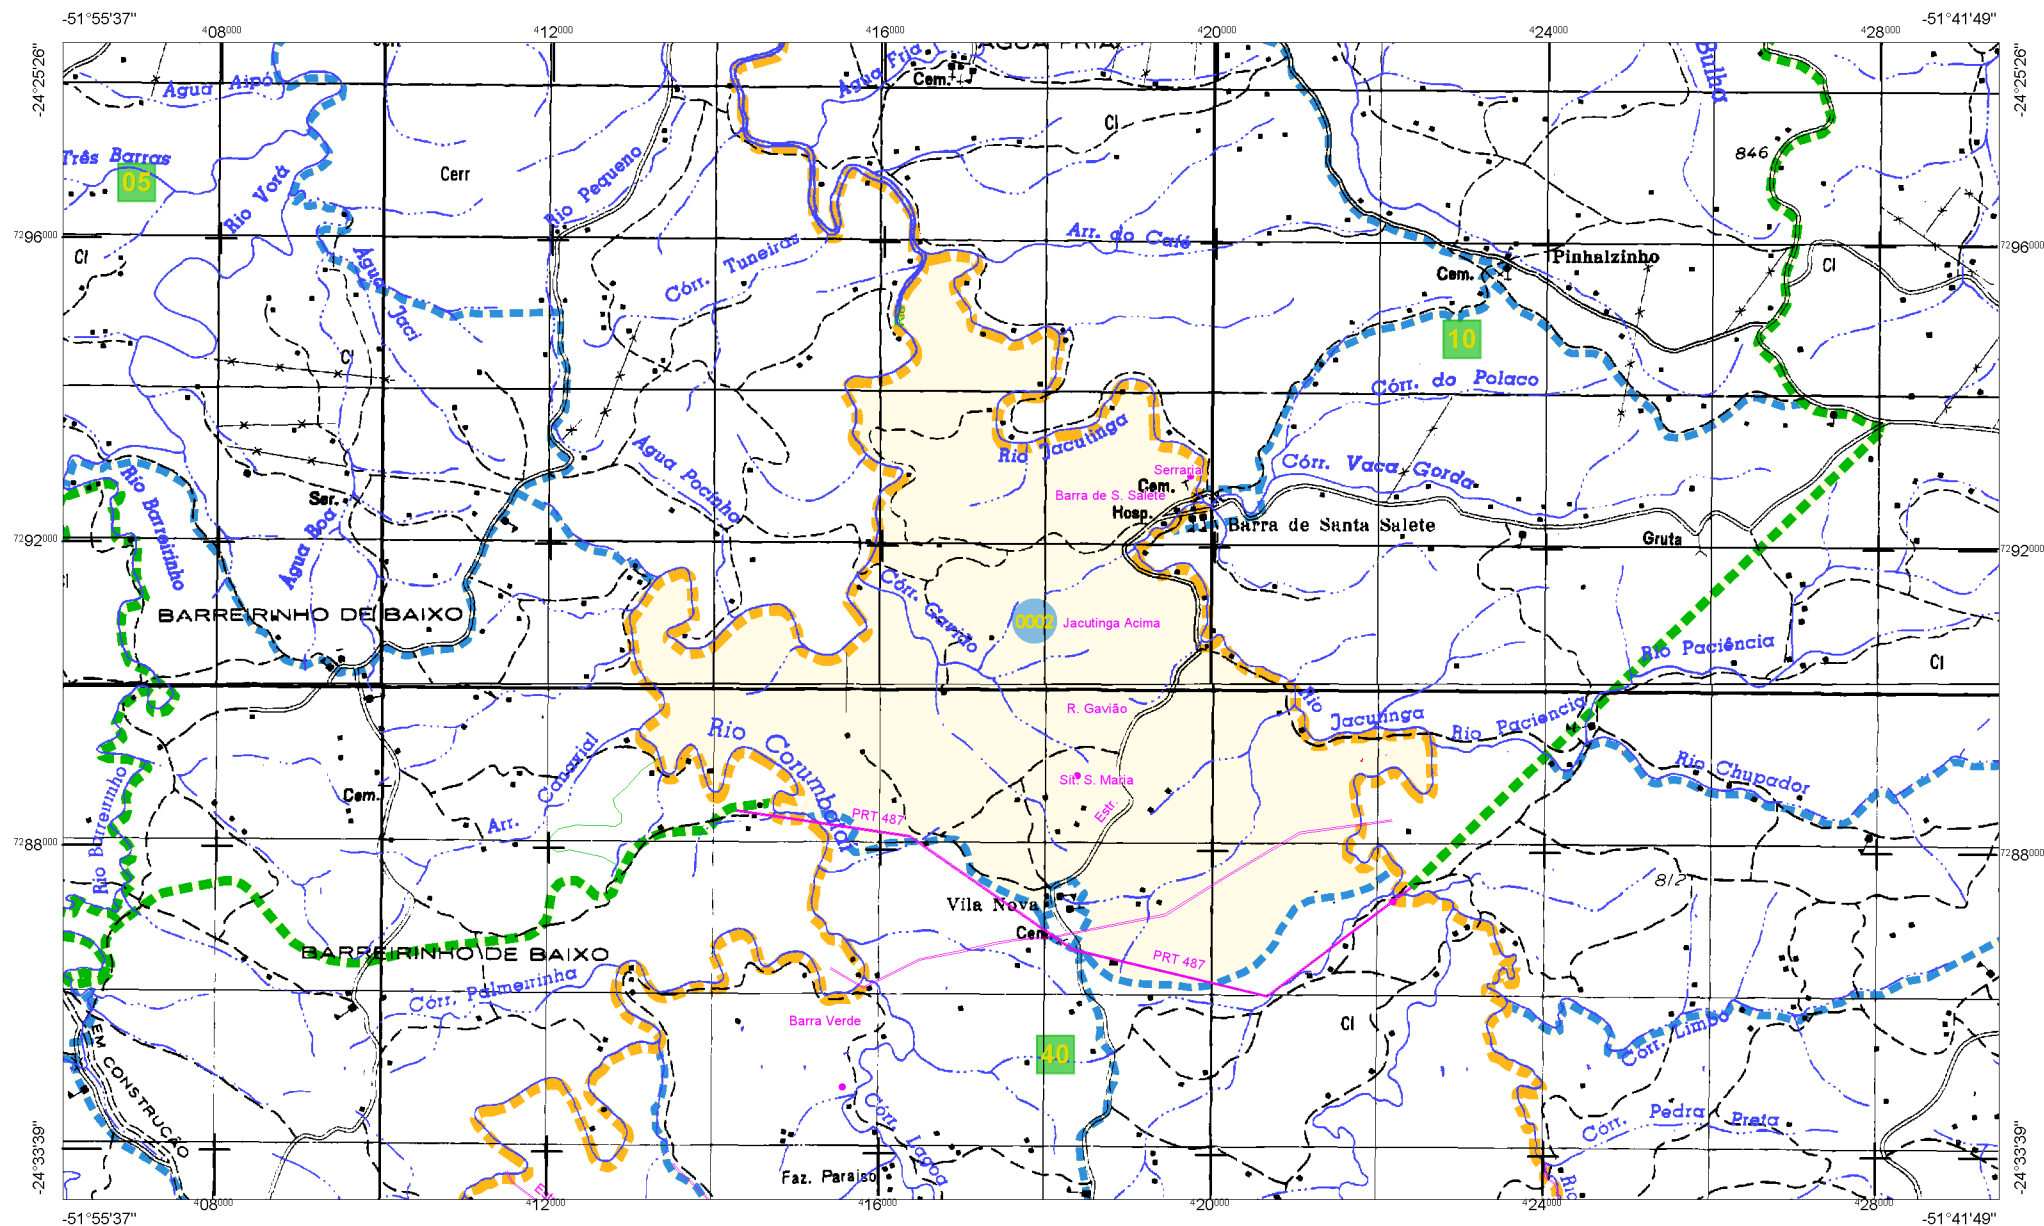 -51°55'37"
-51°41'49"
408000
412000
416000
420000
424000
428000
-24°25'26"
-24°25'26"
ÁGUA FRIA
Água Fria
Cem.
Bulha
Água Aipó
Cl
Três Barras
05
Cerr
846
Rio Vorá
Rio Pequeno
7296000
7296000
Arr. do Café
Cl
Córr. Tuneiras
Pinhalzinho
Cem.
Cl
Água Jaci
Rio
10
Cl
Córr. do Polaco
Rio Jacutinga
Água Pocinho
Rio Barreirinho
Serraria
Córr. Vaca Gorda
Cem.
Barra de S. Salete
Ser.
Hosp.
Barra de Santa Salete
Água Boa
Gruta
7292000
7292000
Córr. Gavião
BARREIRINHO DE BAIXO
0002
Jacutinga Acima
Rio Paciência
Cl
R. Gavião
Rio Jacutinga
Rio Paciência
Rio Corumbataí
Arr. Canavial
Rio Chupador
Sít. S. Maria
Cem.
Rio Barreirinho
Estr.
PRT 487
7288000
7288000
812
Vila Nova
Cem
BARREIRINHO DE BAIXO
PRT 487
Córr. Palmeirinha
Barra Verde
Cl
EM CONSTRUÇÃO
40
Córr. Limbo
Córr. Pedra Preta
Córr. Lagoa
-24°33'39"
-24°33'39"
Faz. Paraíso
Rio
408000
412000
416000
420000
424000
428000
-51°55'37"
-51°41'49"